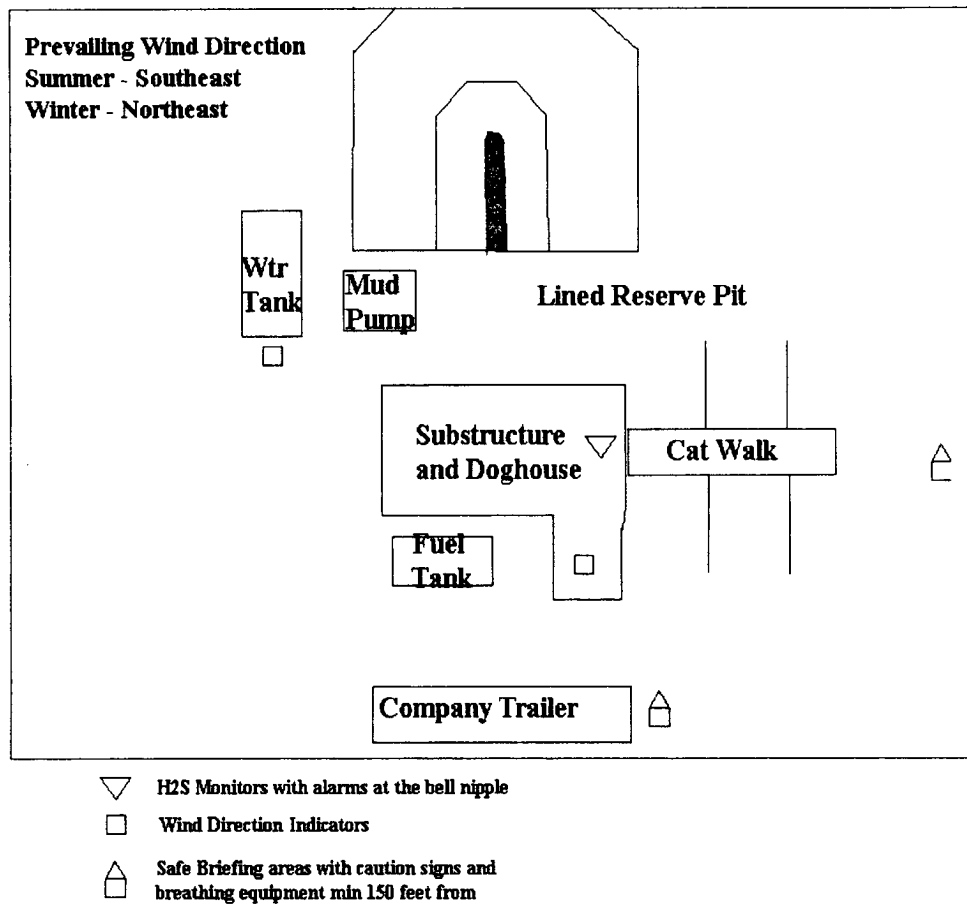 Prevailing Wind Direction
Summer - Southeast
Winter - Northeast
Wtr
Tank
Mud
Pump
Lined Reserve Pit
Substructure
and Doghouse
Cat Walk
Fuel
Tank
Company Trailer
H2S Monitors with alarms at the bell nipple
Wind Direction Indicators
Safe Briefing areas with caution signs and
breathing equipment min 150 feet from